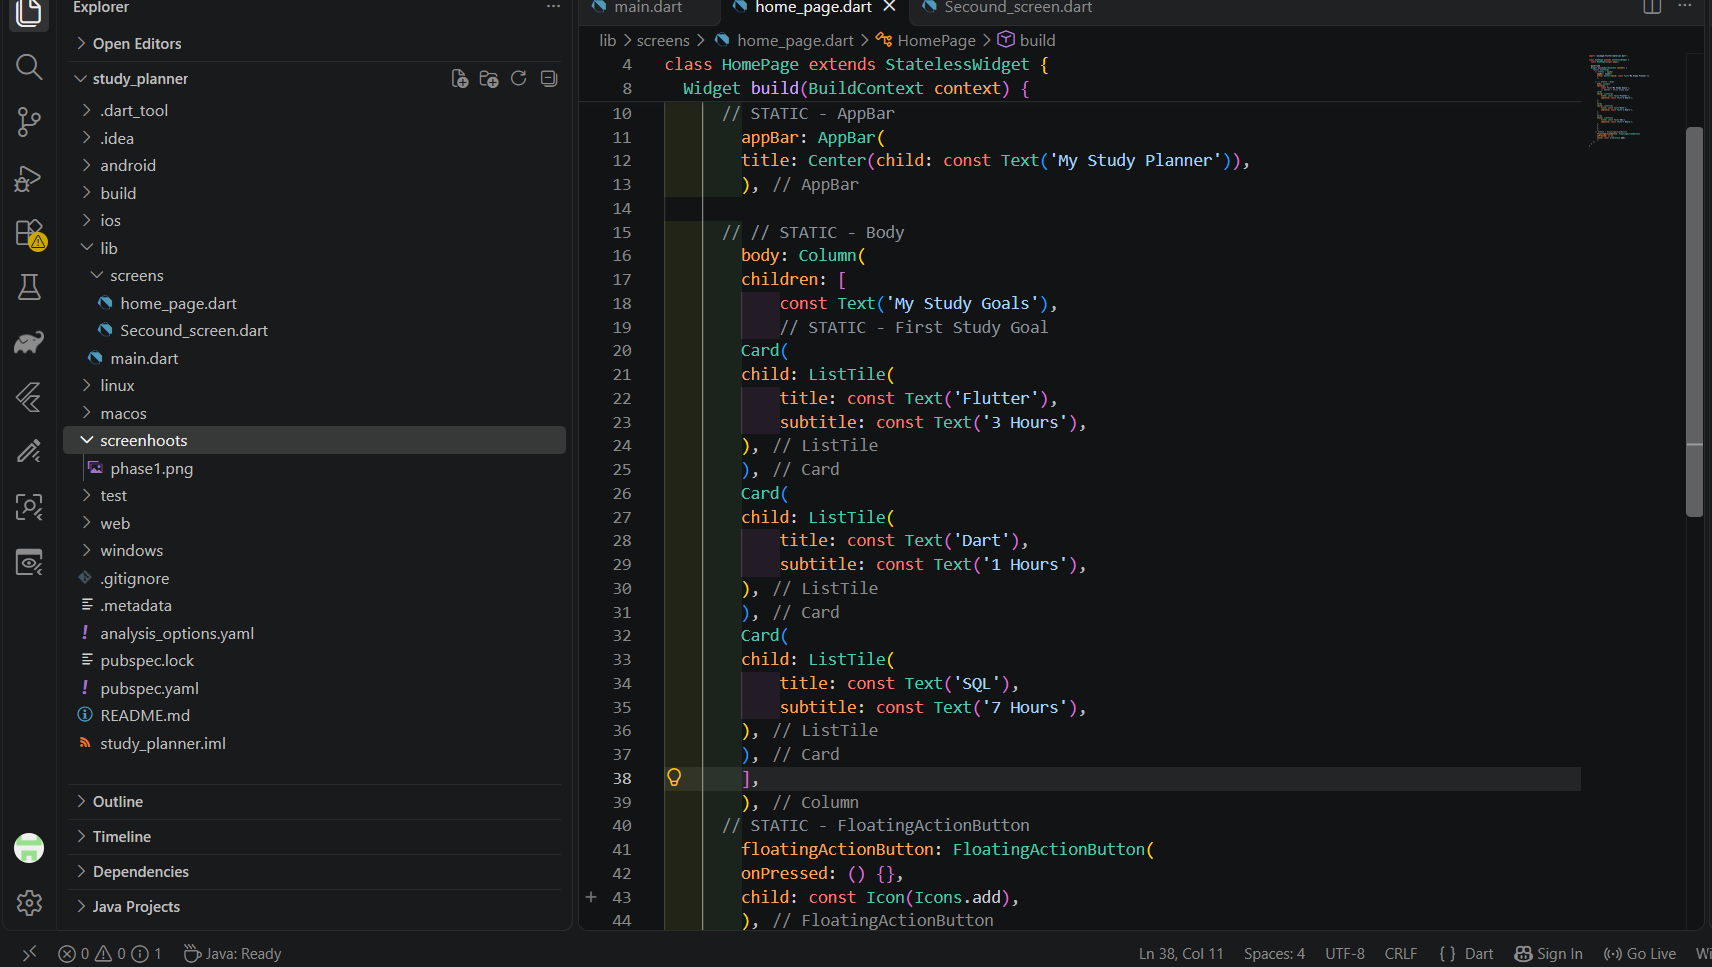 Explorer
Open Editors
study_planner
.dart_tool
.idea
android
build
ios
lib
screens
home_page.dart
Secound_screen.dart
main.dart
linux
macos
screenhoots
phase1.png
test
web
windows
.gitignore
.metadata
analysis_options.yaml
pubspec.lock
pubspec.yaml
README.md
study_planner.iml
Outline
Timeline
Dependencies
Java Projects
main.dart
home_page.dart
Secound_screen.dart
lib > screens > home_page.dart > HomePage > build
4 class HomePage extends StatelessWidget {
8 Widget build(BuildContext context) {
10 // STATIC - AppBar
11 appBar: AppBar(
12 title: Center(child: const Text('My Study Planner')),
13 ), // AppBar
14
15 // // STATIC - Body
16 body: Column(
17 children: [
18 const Text('My Study Goals'),
19 // STATIC - First Study Goal
20 Card(
21 child: ListTile(
22 title: const Text('Flutter'),
23 subtitle: const Text('3 Hours'),
24 ), // ListTile
25 ), // Card
26 Card(
27 child: ListTile(
28 title: const Text('Dart'),
29 subtitle: const Text('1 Hours'),
30 ), // ListTile
31 ), // Card
32 Card(
33 child: ListTile(
34 title: const Text('SQL'),
35 subtitle: const Text('7 Hours'),
36 ), // ListTile
37 ), // Card
38 ],
39 ), // Column
40 // STATIC - FloatingActionButton
41 floatingActionButton: FloatingActionButton(
42 onPressed: () {},
43 child: const Icon(Icons.add),
44 ), // FloatingActionButton
0 0 1 Java: Ready
Ln 38, Col 11 Spaces: 4 UTF-8 CRLF { } Dart Sign In Go Live